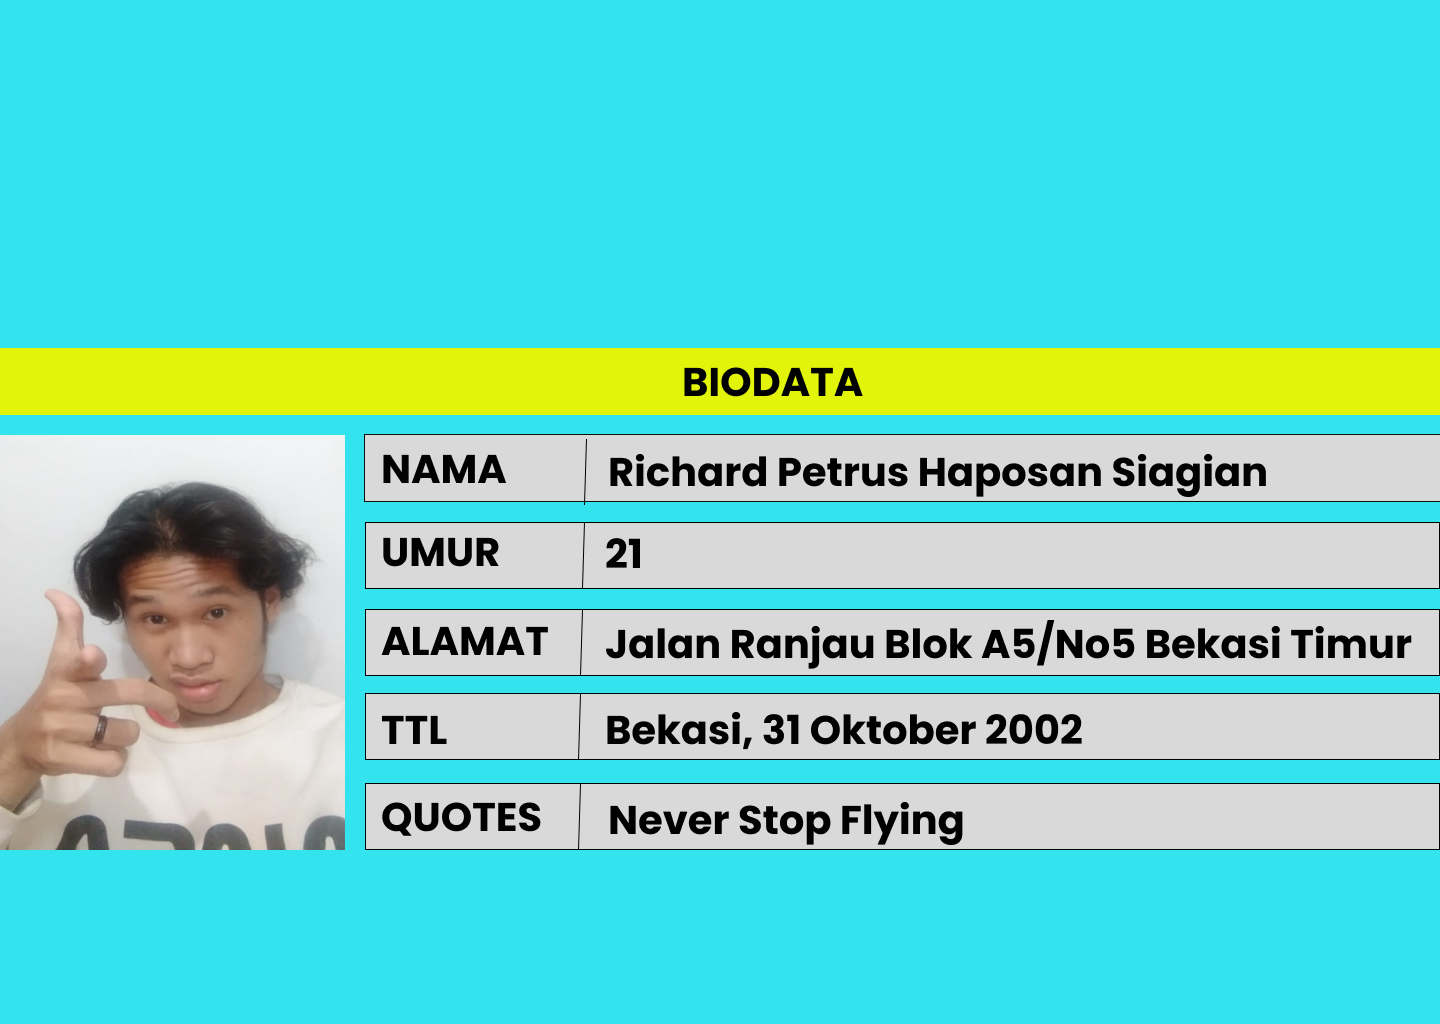 BIODATA
NAMA Richard Petrus Haposan Siagian
UMUR 21
ALAMAT Jalan Ranjau Blok A5/No5 Bekasi Timur
TTL Bekasi, 31 Oktober 2002
QUOTES Never Stop Flying